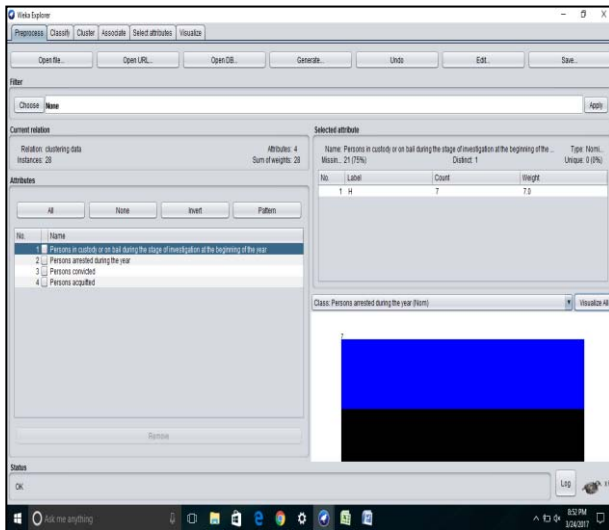 Weka Explorer
Preprocess Classify Cluster Associate Select attributes Visualize
Open file... Open URL... Open DB... Generate... Undo Edit... Save...
Filter
Choose None Apply
Current relation
Relation: clustering data Attributes: 4
Instances: 28 Sum of weights: 28
Attributes
All None Invert Pattern
No. Name
1 Persons in custody or on bail during the stage of investigation at the beginning of the year
2 Persons arrested during the year
3 Persons convicted
4 Persons acquitted
Remove
Selected attribute
Name: Persons in custody or on bail during the stage of investigation at the beginning of the ... Type: Nomi...
Missin... 21 (75%) Distinct: 1 Unique: 0 (0%)
No. Label Count Weight
1 H 7 7.0
Class: Persons arrested during the year (Nom) Visualize All
7
Status
OK Log
Ask me anything
8:52 PM
3/24/2017